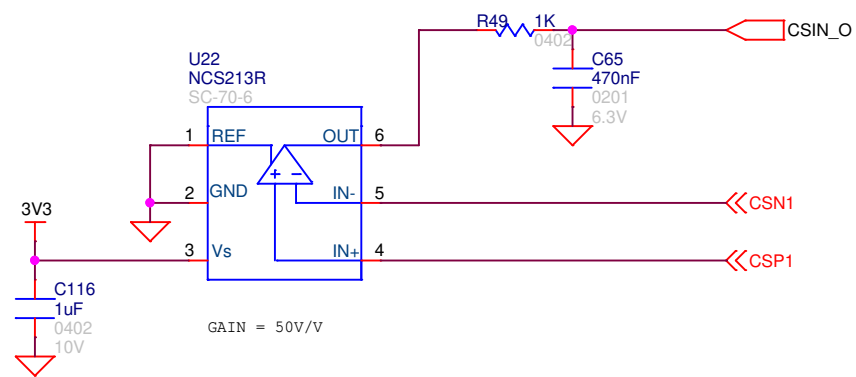 R49 1K
0402
CSIN_O
C65
470nF
0201
6.3V
U22
NCS213R
SC-70-6
1 REF OUT 6
+ −
2 GND IN- 5
CSN1
3V3
3 Vs IN+ 4
CSP1
C116
1uF
0402
10V
GAIN = 50V/V